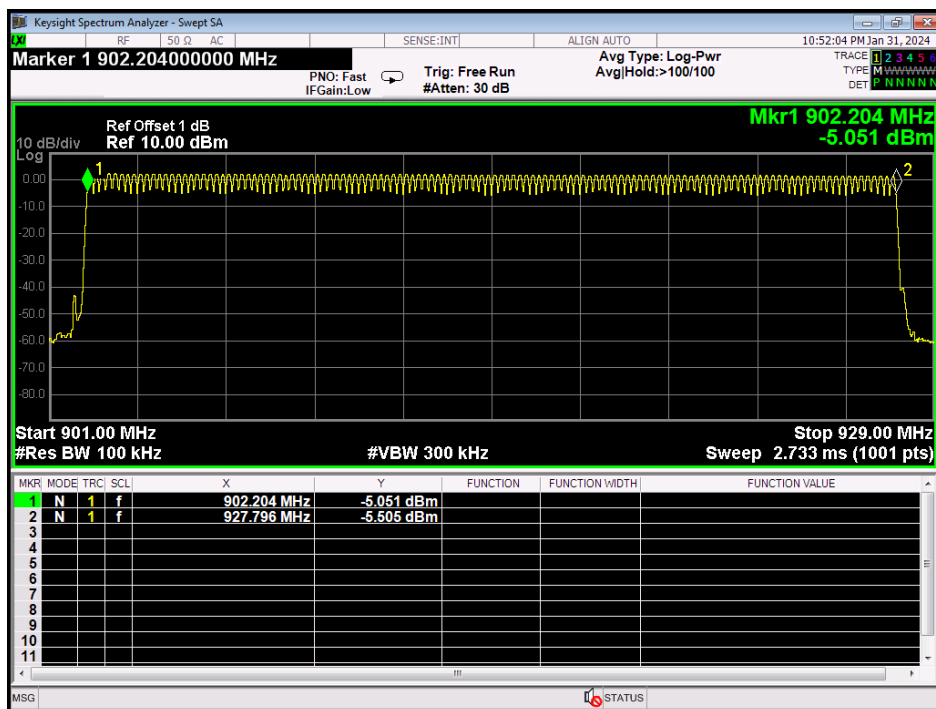 Keysight Spectrum Analyzer - Swept SA
LXI RF 50 Ω AC SENSE:INT ALIGN AUTO 10:52:04 PM Jan 31, 2024
Marker 1 902.204000000 MHz
PNO: Fast
IFGain:Low
Trig: Free Run
#Atten: 30 dB
Avg Type: Log-Pwr
Avg|Hold:>100/100
TRACE 1 2 3 4 5 6
TYPE M WWWWW
DET P N N N N N
Mkr1 902.204 MHz
-5.051 dBm
Ref Offset 1 dB
10 dB/div Ref 10.00 dBm
Log
1
2
0.00
-10.0
-20.0
-30.0
-40.0
-50.0
-60.0
-70.0
-80.0
Start 901.00 MHz Stop 929.00 MHz
#Res BW 100 kHz #VBW 300 kHz Sweep 2.733 ms (1001 pts)
MKR MODE TRC SCL X Y FUNCTION FUNCTION WIDTH FUNCTION VALUE
1 N 1 f 902.204 MHz -5.051 dBm
2 N 1 f 927.796 MHz -5.505 dBm
3
4
5
6
7
8
9
10
11
MSG STATUS